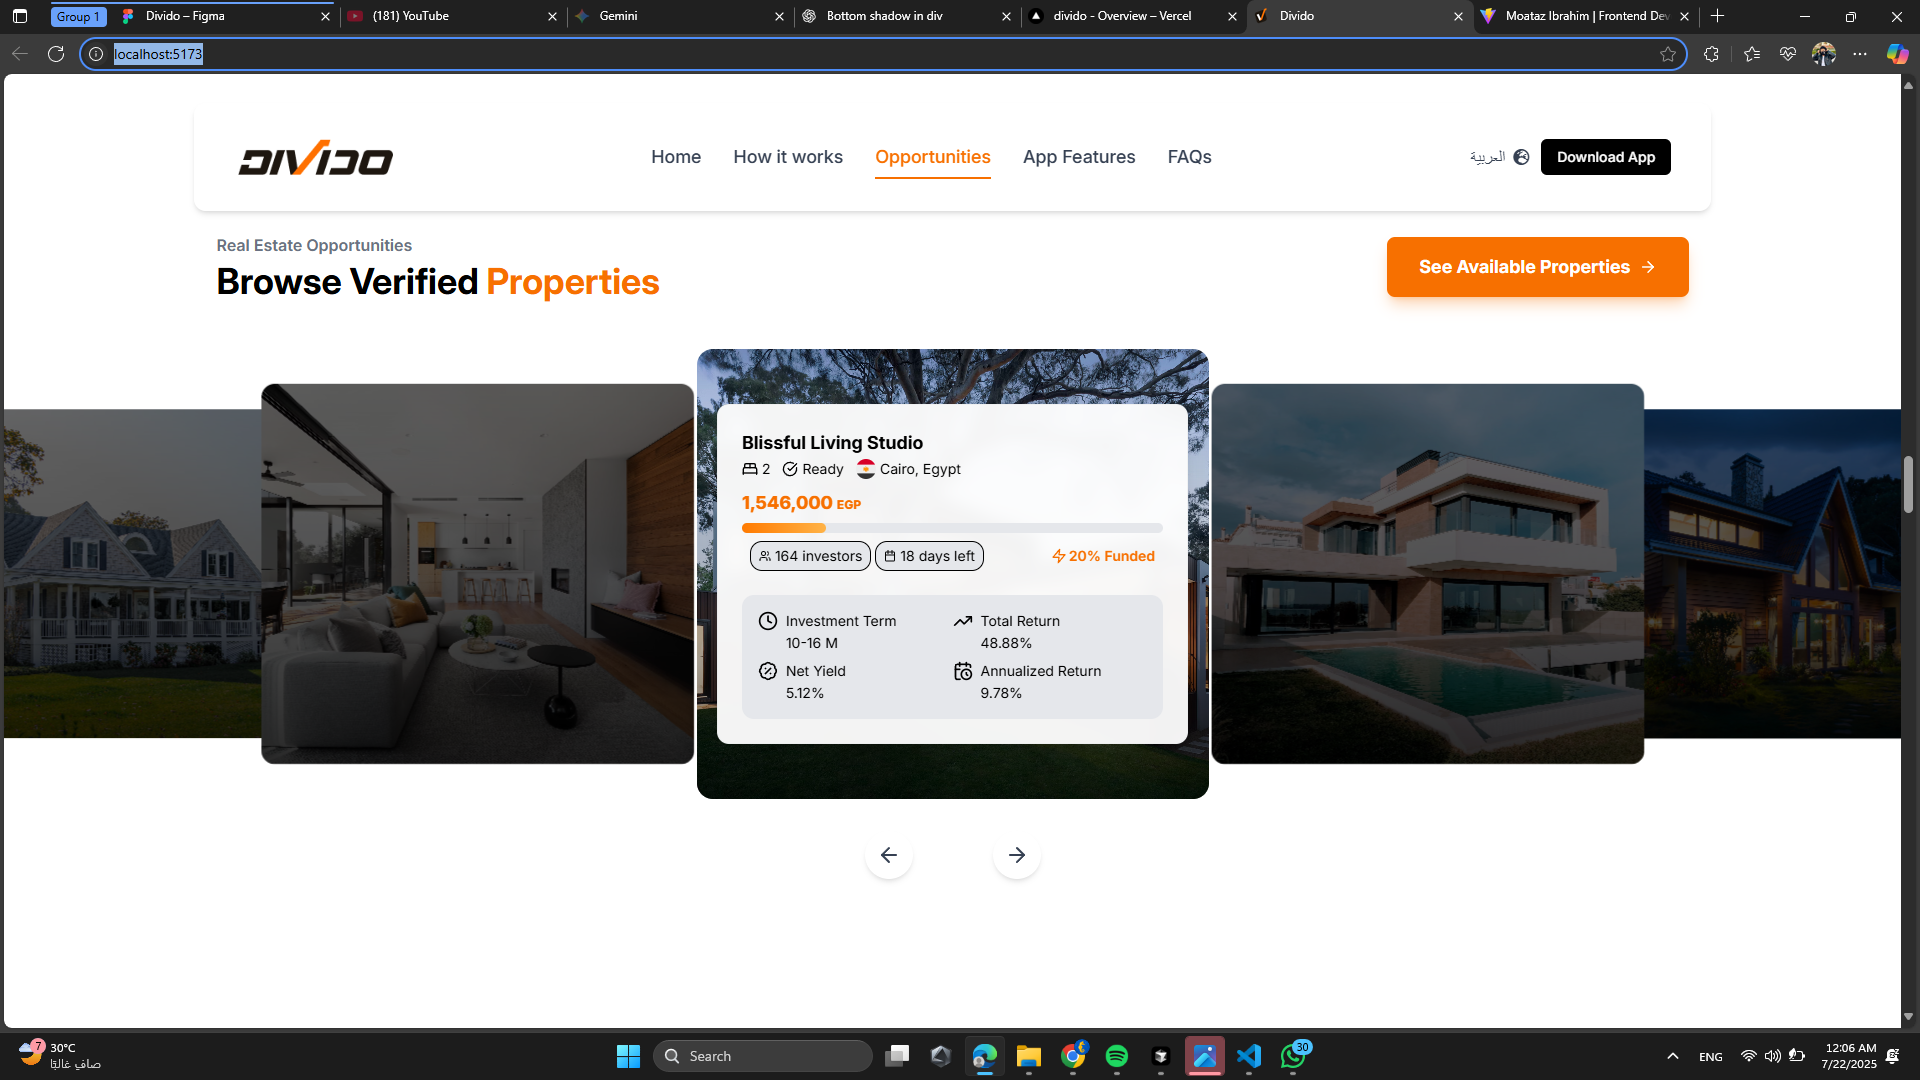 Group 1
Divido – Figma
(181) YouTube
Gemini
Bottom shadow in div
divido - Overview – Vercel
Divido
Moataz Ibrahim | Frontend Dev
localhost:5173
DIVIDO
Home
How it works
Opportunities
App Features
FAQs
العربية
Download App
Real Estate Opportunities
Browse Verified Properties
See Available Properties
Blissful Living Studio
2 Ready Cairo, Egypt
1,546,000 EGP
164 investors
18 days left
20% Funded
Investment Term
10-16 M
Total Return
48.88%
Net Yield
5.12%
Annualized Return
9.78%
7
30°C
صافٍ غالبًا
Search
30
ENG
12:06 AM
7/22/2025